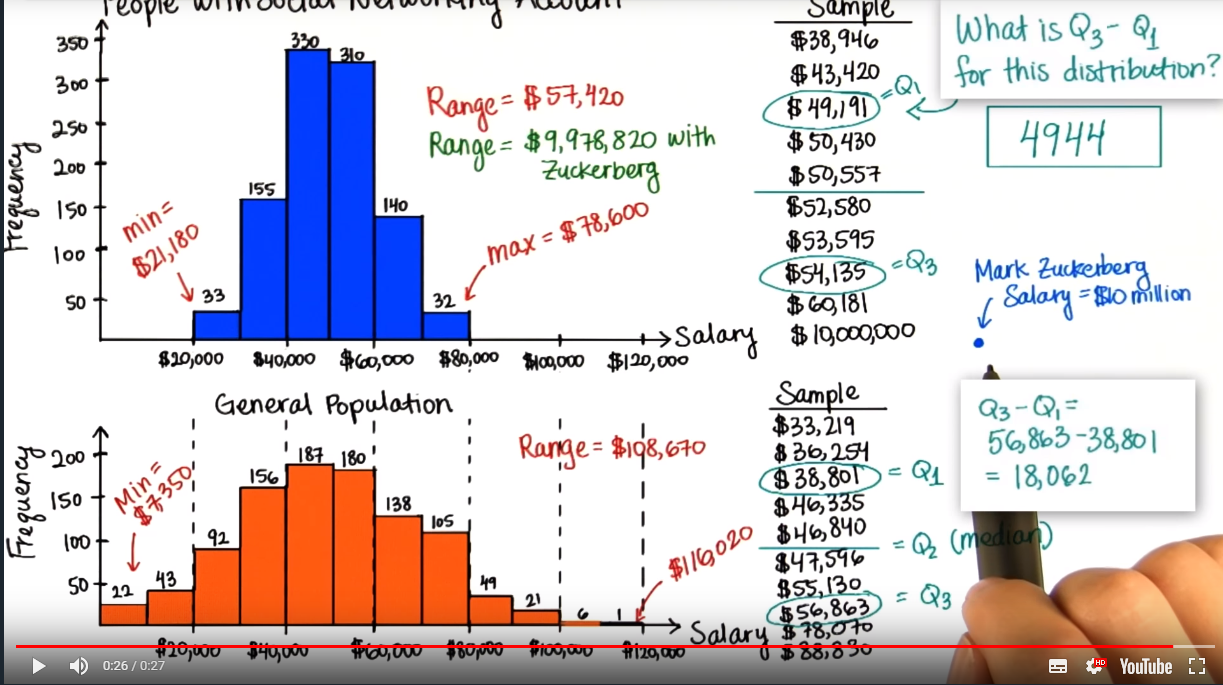 People with Social Networking Account
350
300
250
200
150
100
50
Frequency
33
155
330
310
140
32
min =
$21,180
Range = $57,420
Range = $9,978,820 with
Zuckerberg
max = $78,600
$20,000 $40,000 $60,000 $80,000 $100,000 $120,000
Salary
Sample
$38,946
$43,420
$49,191 = Q1
$50,430
$50,557
$52,580
$53,595
$54,135 = Q3
$60,181
$10,000,000
What is Q3 - Q1
for this distribution?
4944
Mark Zuckerberg
Salary = $10 million
General Population
200
150
100
50
Frequency
22
43
92
156
187
180
138
105
49
21
6
1
Min =
$7,350
Range = $108,670
$116,020
$20,000 $40,000 $60,000 $80,000 $100,000 $120,000
Salary
Sample
$33,219
$36,254
$38,801 = Q1
$46,335
$46,840
= Q2 (median)
$47,596
$55,130
$56,863 = Q3
$78,070
$88,830
Q3 - Q1 =
56,863 - 38,801
= 18,062
0:26 / 0:27
HD
YouTube